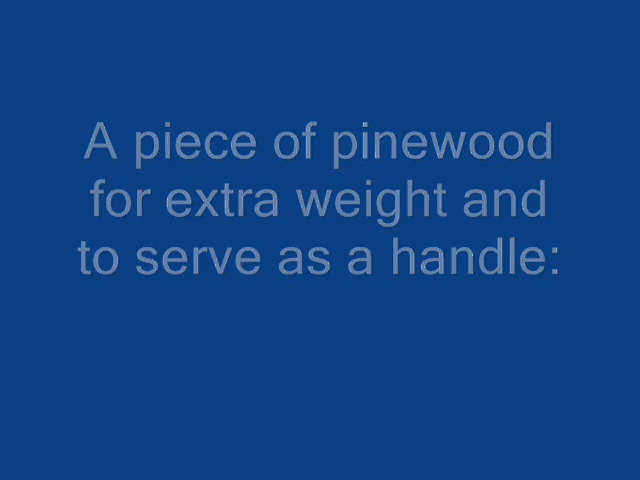 A piece of pinewood
for extra weight and
to serve as a handle: